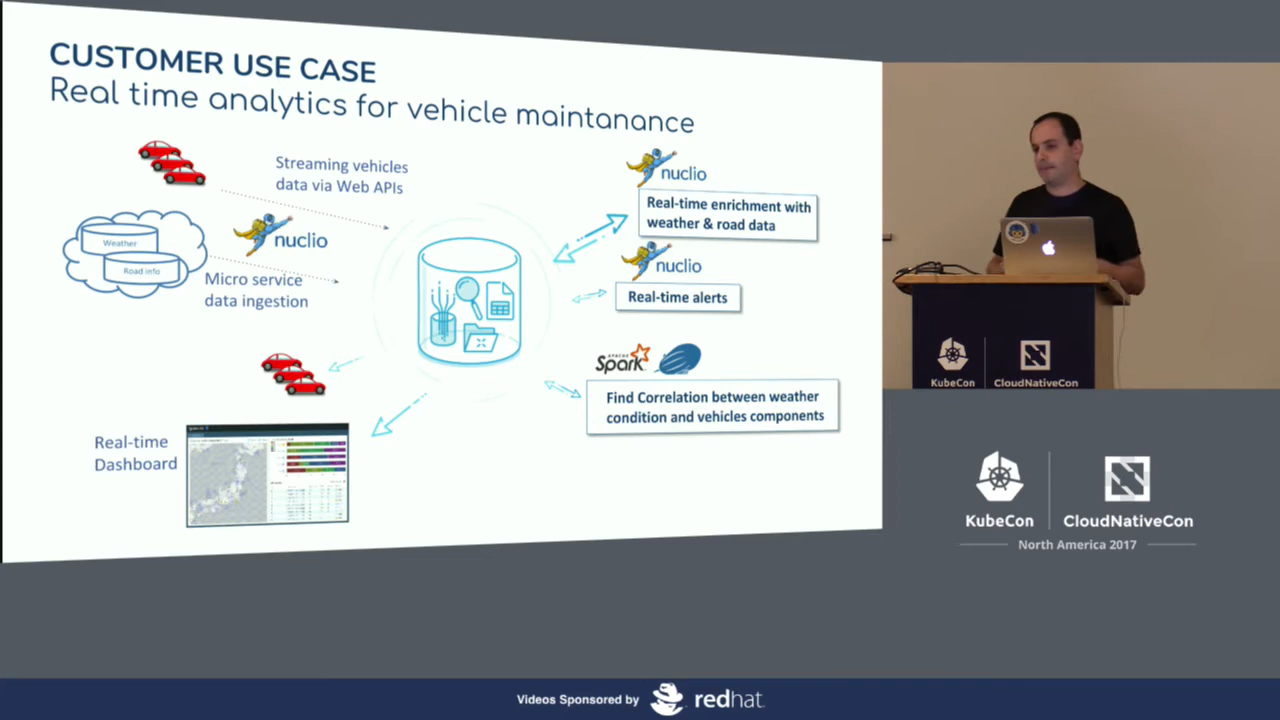 CUSTOMER USE CASE
Real time analytics for vehicle maintanance
Streaming vehicles
data via Web APIs
Weather
Road info
nuclio
Micro service
data ingestion
nuclio
Real-time enrichment with
weather & road data
nuclio
Real-time alerts
APACHE
Spark
Find Correlation between weather
condition and vehicles components
Real-time
Dashboard
KubeCon
CloudNativeCon
KubeCon
CloudNativeCon
North America 2017
Videos Sponsored by
redhat